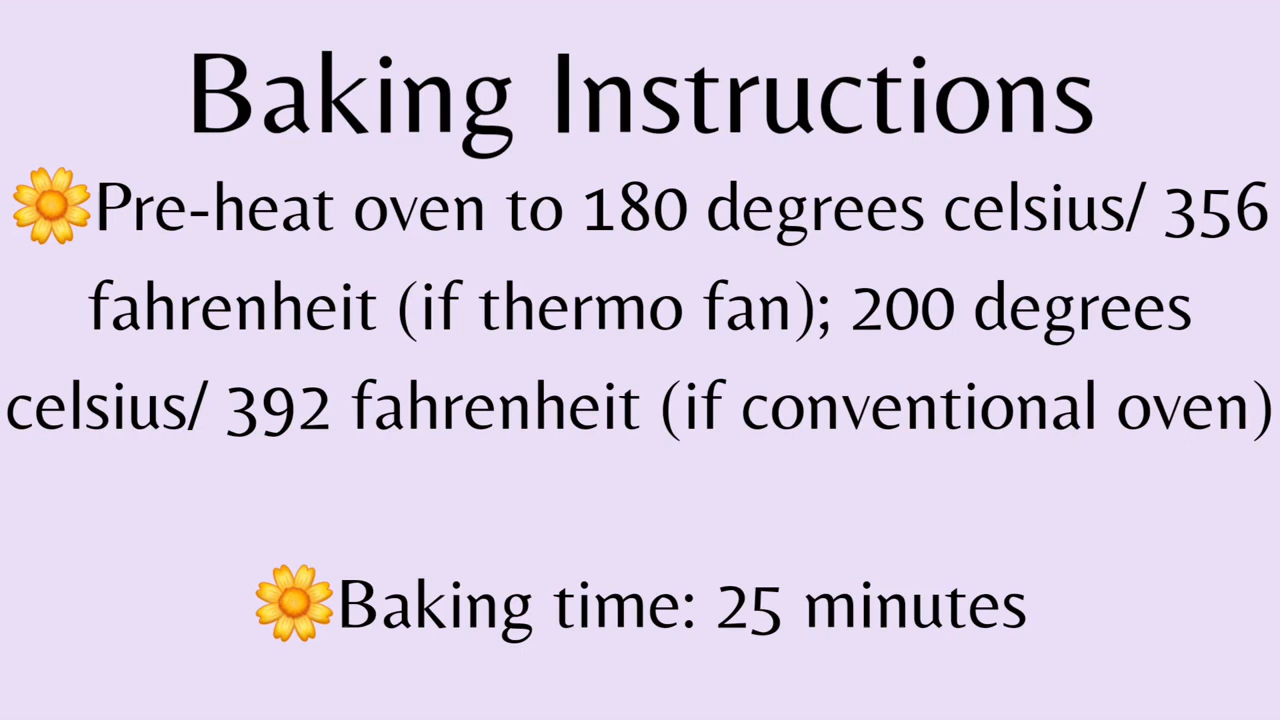 Baking Instructions
🌼Pre-heat oven to 180 degrees celsius/ 356
fahrenheit (if thermo fan); 200 degrees
celsius/ 392 fahrenheit (if conventional oven)
🌼Baking time: 25 minutes